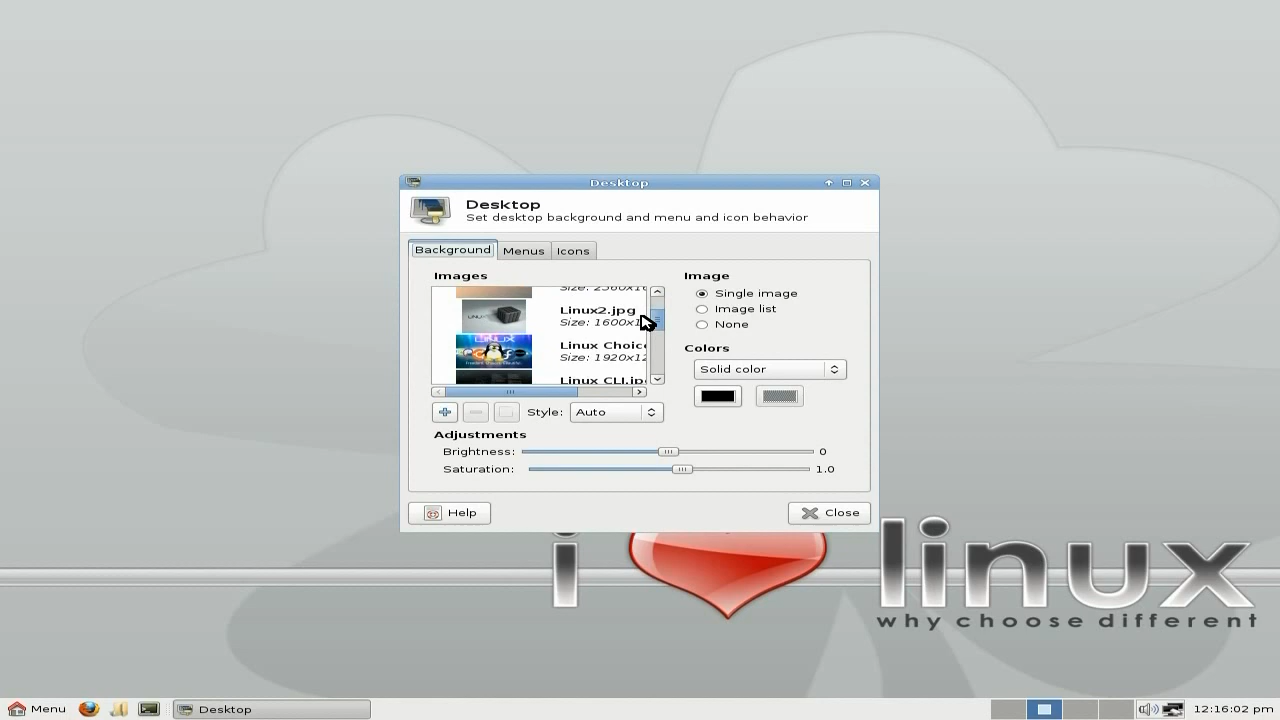 Desktop
Desktop
Set desktop background and menu and icon behavior
Background
Menus
Icons
Images
Linux2.jpg
Size: 1600x1
Linux Choic
Size: 1920x12
Linux CLI.jp
Image
Single image
Image list
None
Colors
Solid color
Style:
Auto
Adjustments
Brightness:
0
Saturation:
1.0
Help
Close
i linux
why choose different
Menu
Desktop
12:16:02 pm